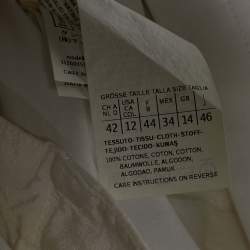 GRÖSSE TAILLE TALLA SIZE TAGLIA
CH A USA F MEX GB I
NL D CA CO B
42 12 44 34 14 46
TESSUTO-TISSU-CLOTH-STOFF-
TEJIDO-TECIDO-KUMAŞ
100% COTONE, COTON, COTTON,
BAUMWOLLE, ALGODON,
ALGODAO, PAMUK
CARE INSTRUCTIONS ON REVERSE